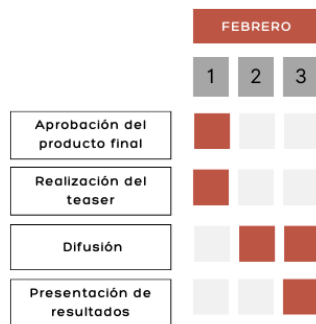 FEBRERO
1 2 3
Aprobación del
producto final
Realización del
teaser
Difusión
Presentación de
resultados